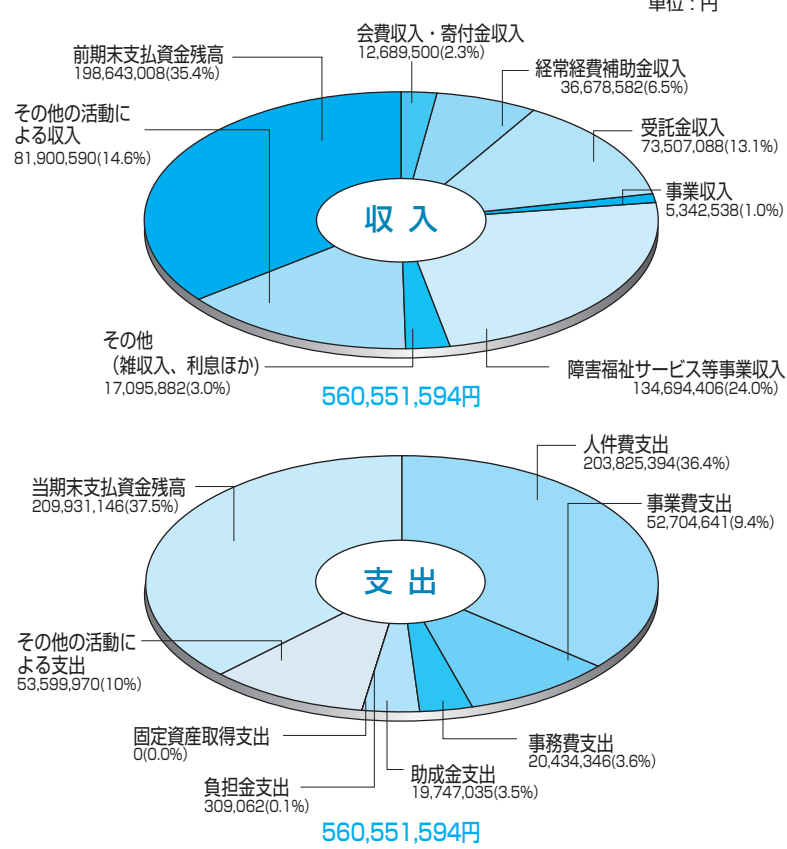 単位：円
会費収入・寄付金収入
12,689,500(2.3%)
前期末支払資金残高
198,643,008(35.4%)
経常経費補助金収入
36,678,582(6.5%)
その他の活動に
よる収入
81,900,590(14.6%)
受託金収入
73,507,088(13.1%)
事業収入
5,342,538(1.0%)
収 入
その他
（雑収入、利息ほか）
17,095,882(3.0%)
障害福祉サービス等事業収入
134,694,406(24.0%)
560,551,594円
人件費支出
203,825,394(36.4%)
当期末支払資金残高
209,931,146(37.5%)
事業費支出
52,704,641(9.4%)
支 出
その他の活動に
よる支出
53,599,970(10%)
固定資産取得支出
0(0.0%)
負担金支出
309,062(0.1%)
助成金支出
19,747,035(3.5%)
事務費支出
20,434,346(3.6%)
560,551,594円